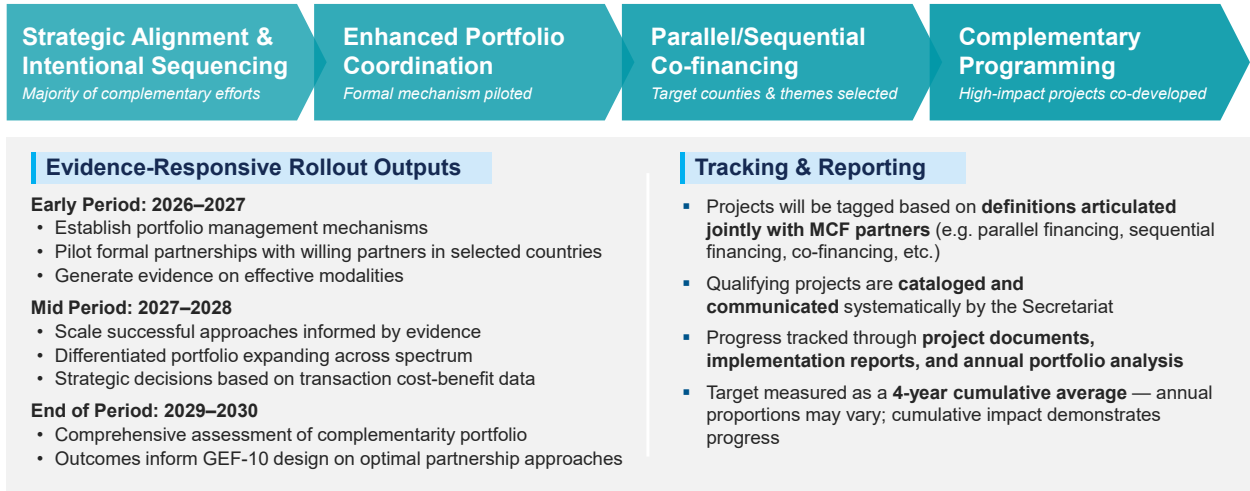 Strategic Alignment &
Intentional Sequencing
Majority of complementary efforts
Enhanced Portfolio
Coordination
Formal mechanism piloted
Parallel/Sequential
Co-financing
Target counties & themes selected
Complementary
Programming
High-impact projects co-developed
Evidence-Responsive Rollout Outputs
Early Period: 2026–2027
• Establish portfolio management mechanisms
• Pilot formal partnerships with willing partners in selected countries
• Generate evidence on effective modalities
Mid Period: 2027–2028
• Scale successful approaches informed by evidence
• Differentiated portfolio expanding across spectrum
• Strategic decisions based on transaction cost-benefit data
End of Period: 2029–2030
• Comprehensive assessment of complementarity portfolio
• Outcomes inform GEF-10 design on optimal partnership approaches
Tracking & Reporting
▪ Projects will be tagged based on definitions articulated
jointly with MCF partners (e.g. parallel financing, sequential
financing, co-financing, etc.)
▪ Qualifying projects are cataloged and
communicated systematically by the Secretariat
▪ Progress tracked through project documents,
implementation reports, and annual portfolio analysis
▪ Target measured as a 4-year cumulative average — annual
proportions may vary; cumulative impact demonstrates
progress